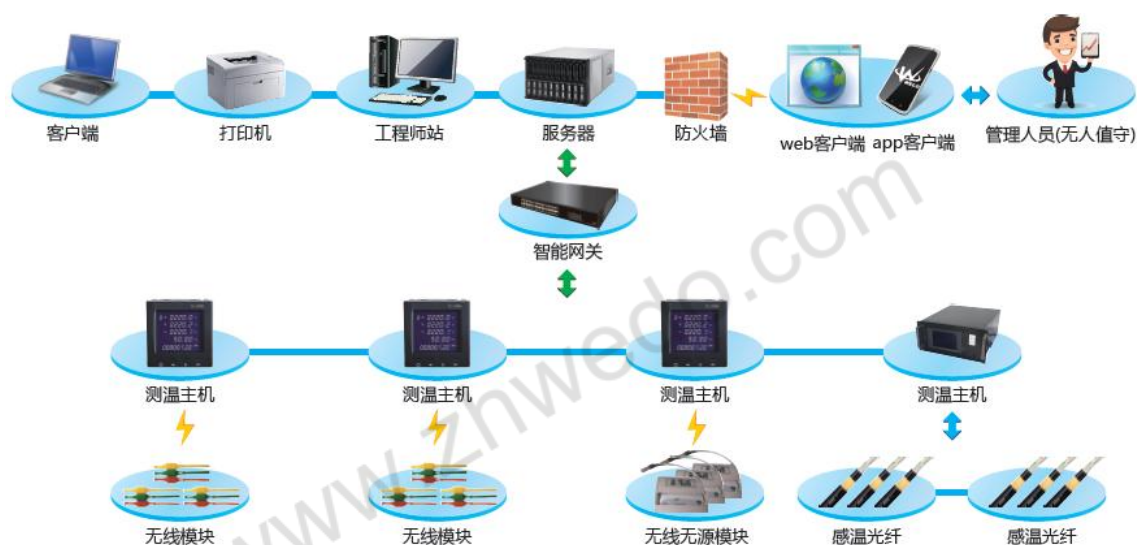 客户端
打印机
工程师站
服务器
防火墙
web客户端 app客户端
管理人员(无人值守)
智能网关
测温主机
测温主机
测温主机
测温主机
无线模块
无线模块
无线无源模块
感温光纤
感温光纤
www.znwedo.com